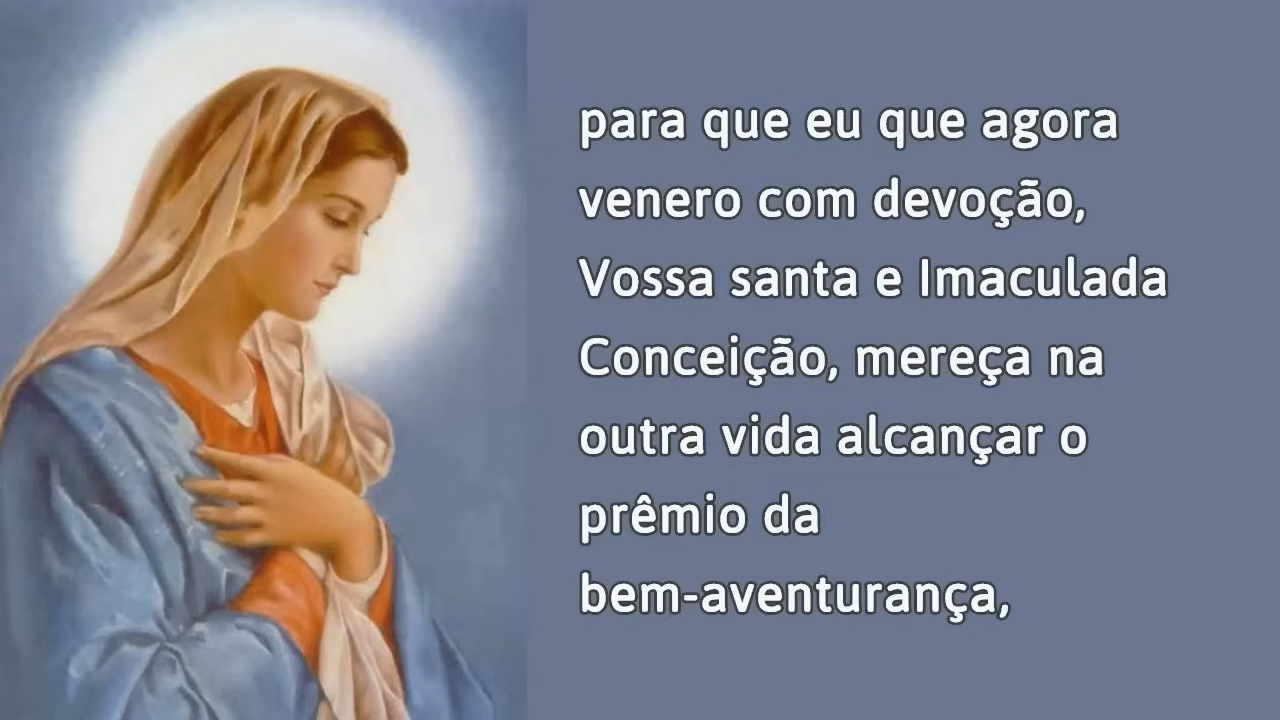 para que eu que agora
venero com devoção,
Vossa santa e Imaculada
Conceição, mereça na
outra vida alcançar o
prêmio da
bem-aventurança,